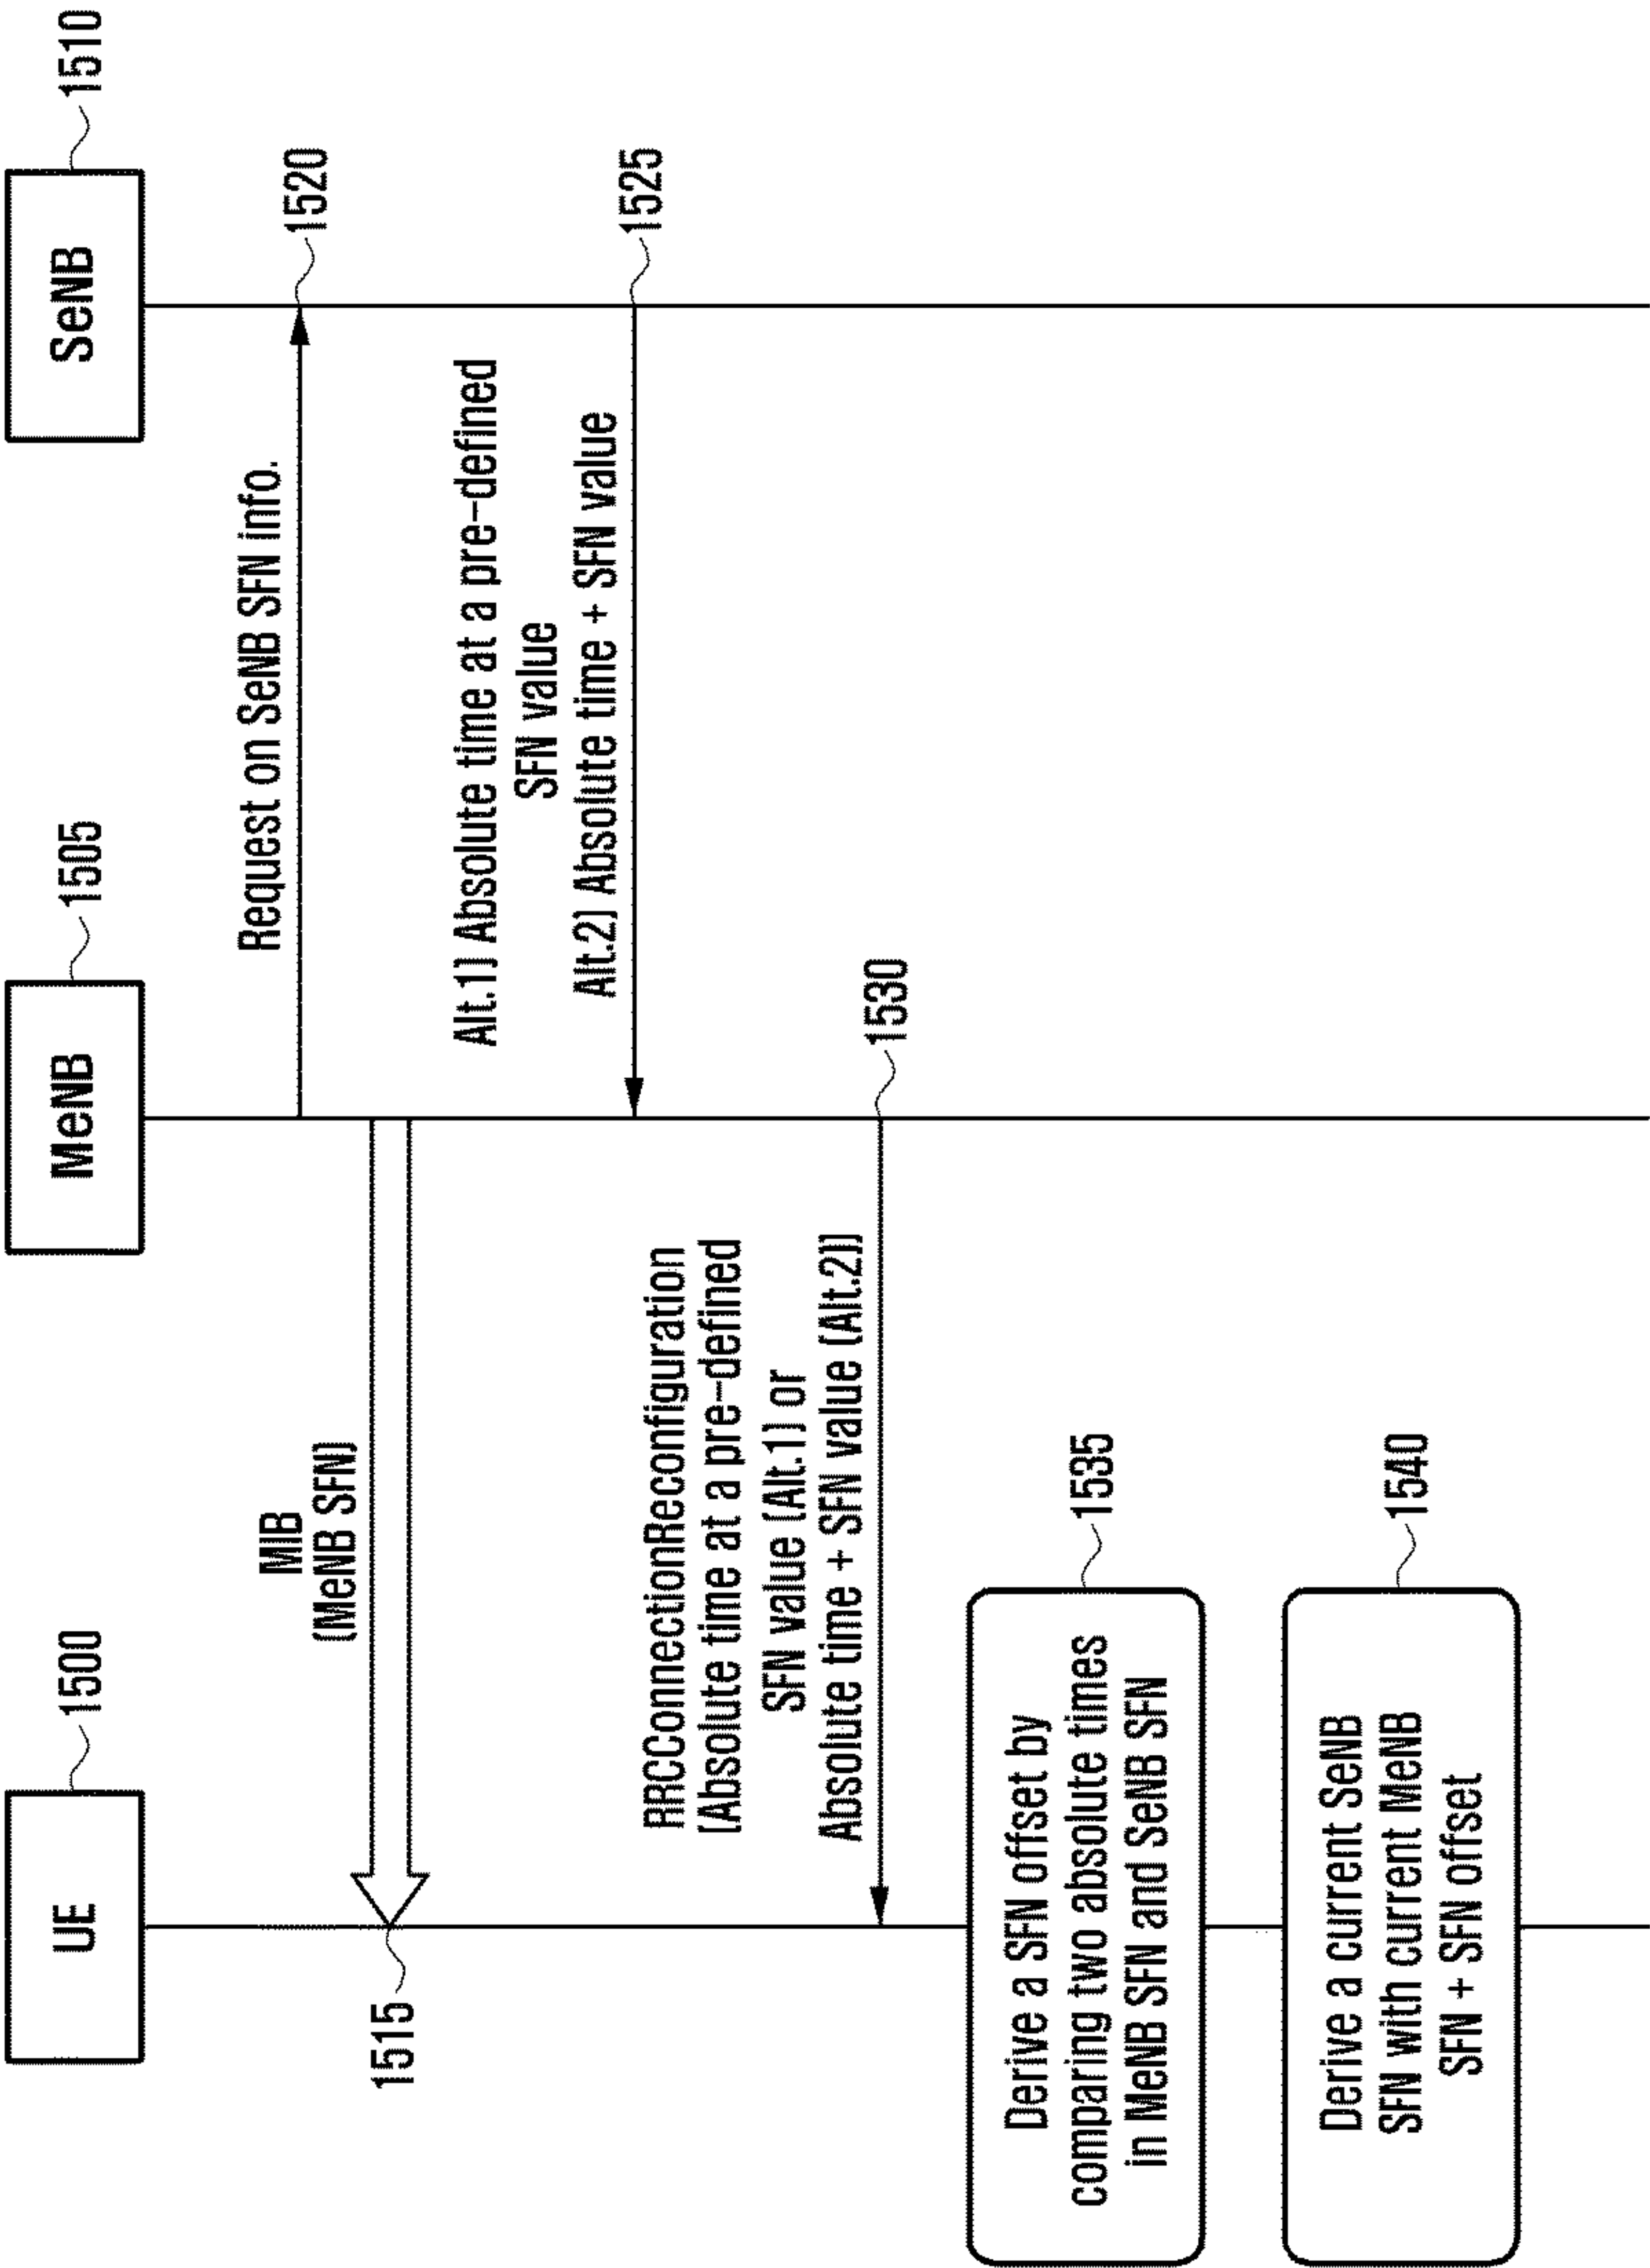 UE
1500
MeNB
1505
SeNB
1510
Request on SeNB SFN info.
1520
MIB
(MeNB SFN)
1515
Alt.1) Absolute time at a pre-defined
SFN value
Alt.2) Absolute time + SFN value
1525
RRCConnectionReconfiguration
[Absolute time at a pre-defined
SFN value (Alt.1) or
Absolute time + SFN value (Alt.2)]
1530
Derive a SFN offset by
comparing two absolute times
in MeNB SFN and SeNB SFN
1535
Derive a current SeNB
SFN with current MeNB
SFN + SFN offset
1540